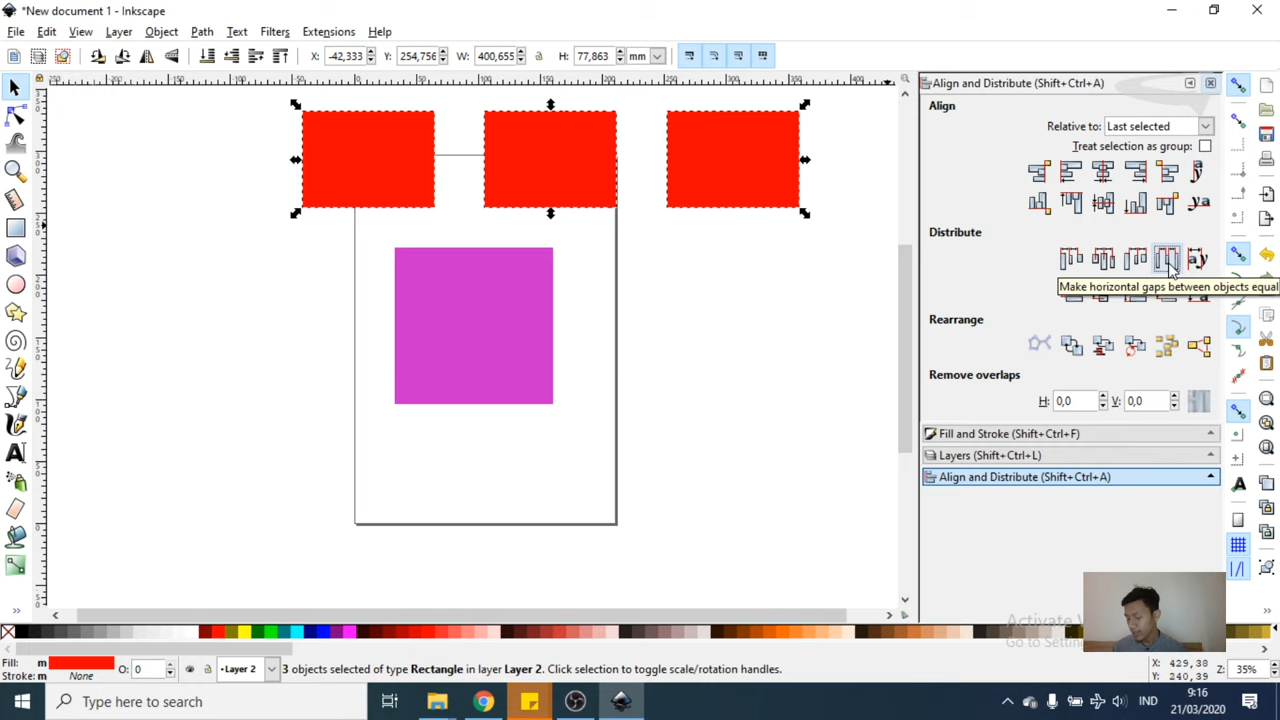 *New document 1 - Inkscape
File Edit View Layer Object Path Text Filters Extensions Help
X: -42,333 Y: 254,756 W: 400,655 H: 77,863 mm
Align and Distribute (Shift+Ctrl+A)
Align
Relative to: Last selected
Treat selection as group:
Distribute
Make horizontal gaps between objects equal
Rearrange
Remove overlaps
H: 0,0 V: 0,0
Fill and Stroke (Shift+Ctrl+F)
Layers (Shift+Ctrl+L)
Align and Distribute (Shift+Ctrl+A)
Activate
Go to Setting
Fill: m
Stroke: m None
O: 0
Layer 2
3 objects selected of type Rectangle in layer Layer 2. Click selection to toggle scale/rotation handles.
X: 429,38
Y: 240,39
Z: 35%
Type here to search
IND
9:16
21/03/2020